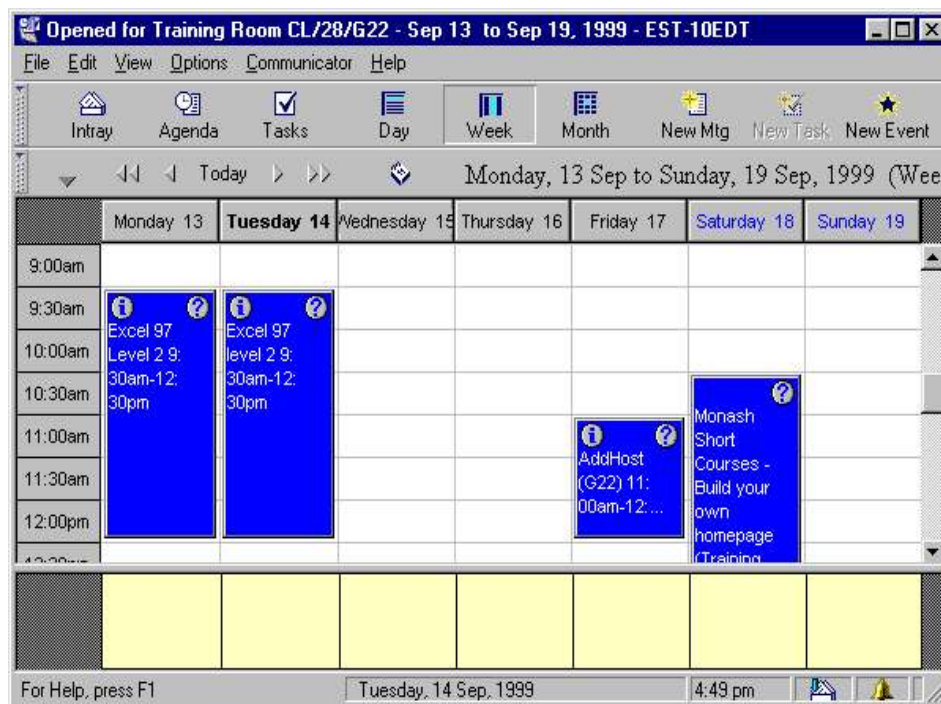 Opened for Training Room CL/28/G22 - Sep 13 to Sep 19, 1999 - EST-10EDT
File Edit View Options Communicator Help
Intray Agenda Tasks Day Week Month New Mtg New Task New Event
Today Monday, 13 Sep to Sunday, 19 Sep, 1999 (Wee
Monday 13 Tuesday 14 Wednesday 15 Thursday 16 Friday 17 Saturday 18 Sunday 19
9:00am
9:30am
10:00am
10:30am
11:00am
11:30am
12:00pm
12:30pm
Excel 97
Level 2 9:
30am-12:
30pm
Excel 97
level 2 9:
30am-12:
30pm
AddHost
(G22) 11:
00am-12:...
Monash
Short
Courses -
Build your
own
homepage
(Training
For Help, press F1 Tuesday, 14 Sep, 1999 4:49 pm